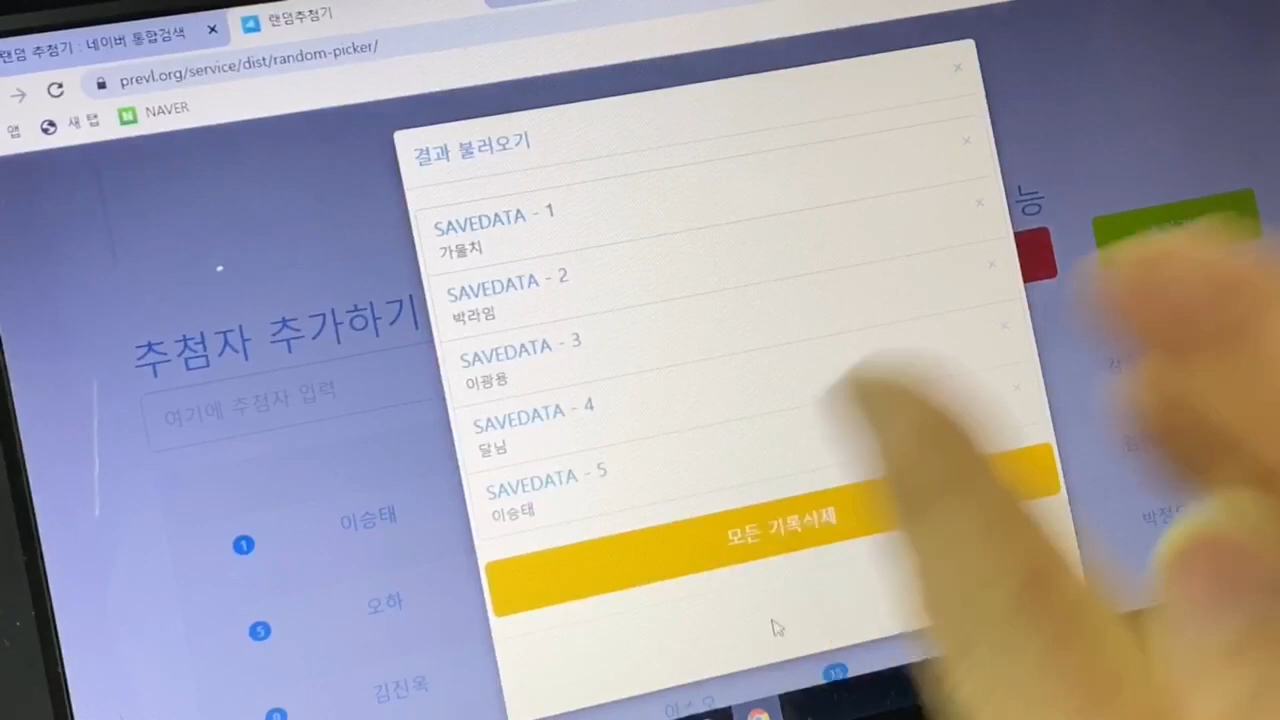 랜덤 추첨기 : 네이버 통합검색
랜덤추첨기
prevl.org/service/dist/random-picker/
앱 새 탭 NAVER
결과 불러오기
SAVEDATA - 1
가물치
SAVEDATA - 2
박라임
SAVEDATA - 3
이광용
SAVEDATA - 4
달님
SAVEDATA - 5
이승태
모든 기록삭제
능
추첨자 추가하기
여기에 추첨자 입력
1 이승태
5 오하
9 김진옥